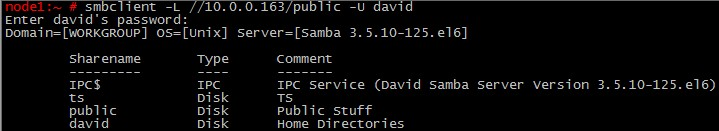 node1:~ # smbclient -L //10.0.0.163/public -U david
Enter david's password:
Domain=[WORKGROUP] OS=[Unix] Server=[Samba 3.5.10-125.el6]
Sharename Type Comment
--------- ---- -------
IPC$ IPC IPC Service (David Samba Server Version 3.5.10-125.el6)
ts Disk TS
public Disk Public Stuff
david Disk Home Directories